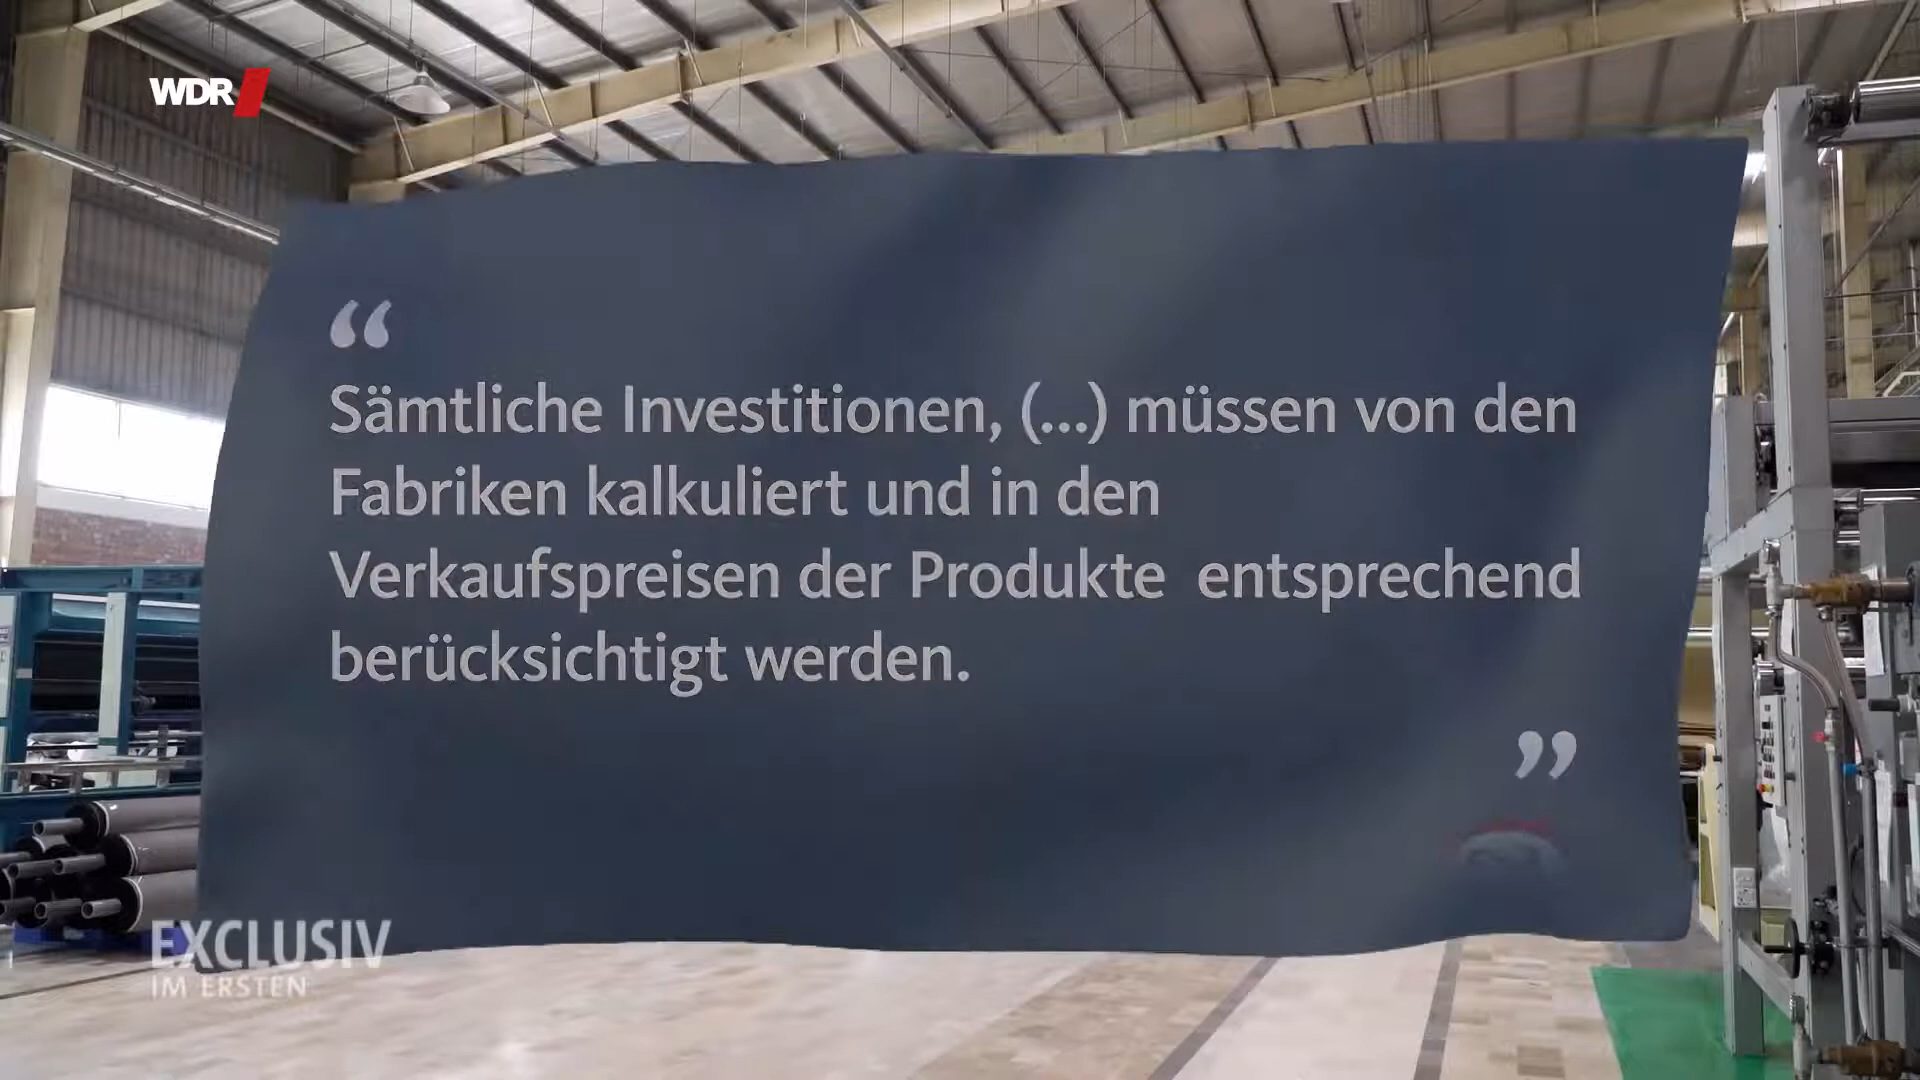 WDR
“
Sämtliche Investitionen, (...) müssen von den
Fabriken kalkuliert und in den
Verkaufspreisen der Produkte entsprechend
berücksichtigt werden.
”
EXCLUSIV
IM ERSTEN